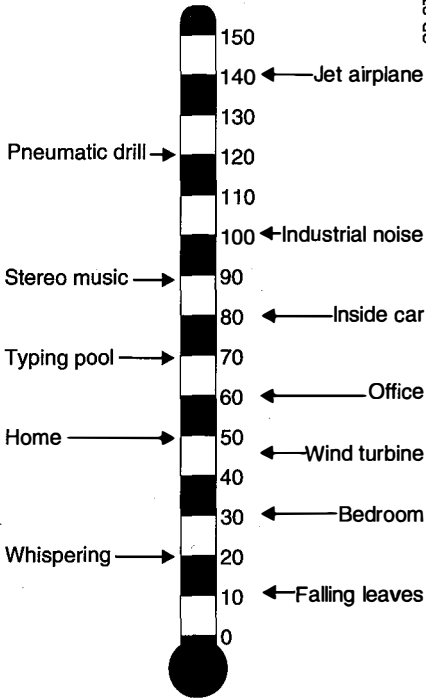 150
140 Jet airplane
130
Pneumatic drill 120
110
100 Industrial noise
Stereo music 90
80 Inside car
Typing pool 70
60 Office
Home 50
Wind turbine
40
30 Bedroom
Whispering 20
10 Falling leaves
0